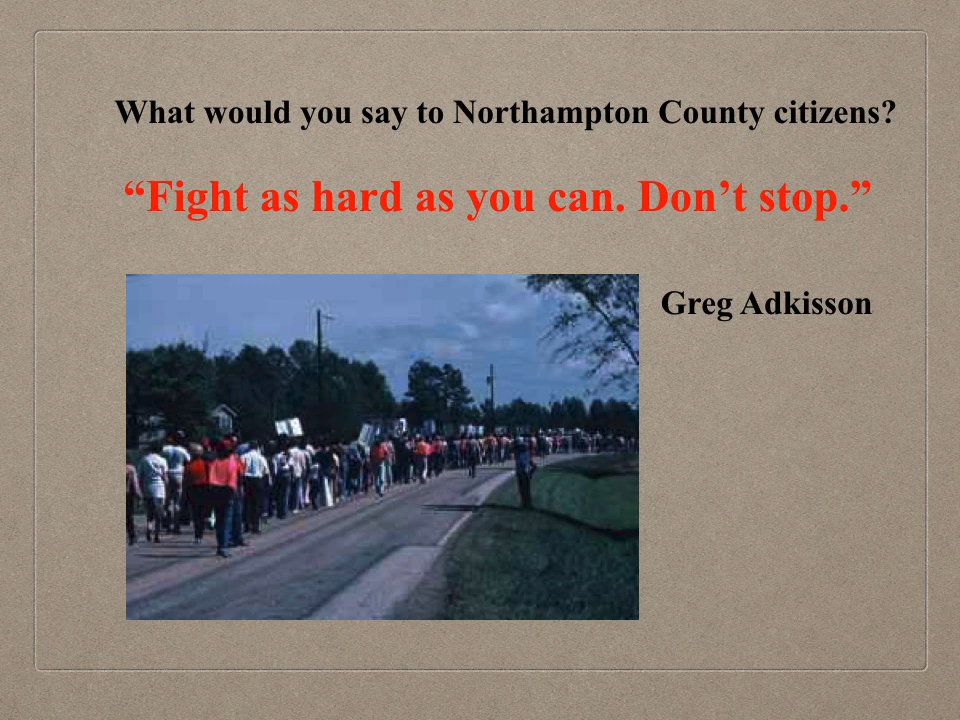 What would you say to Northampton County citizens?
“Fight as hard as you can. Don’t stop.”
Greg Adkisson